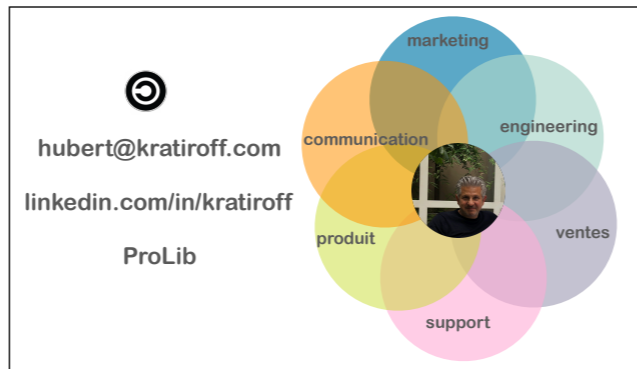 hubert@kratiroff.com
linkedin.com/in/kratiroff
ProLib
marketing
engineering
communication
produit
ventes
support